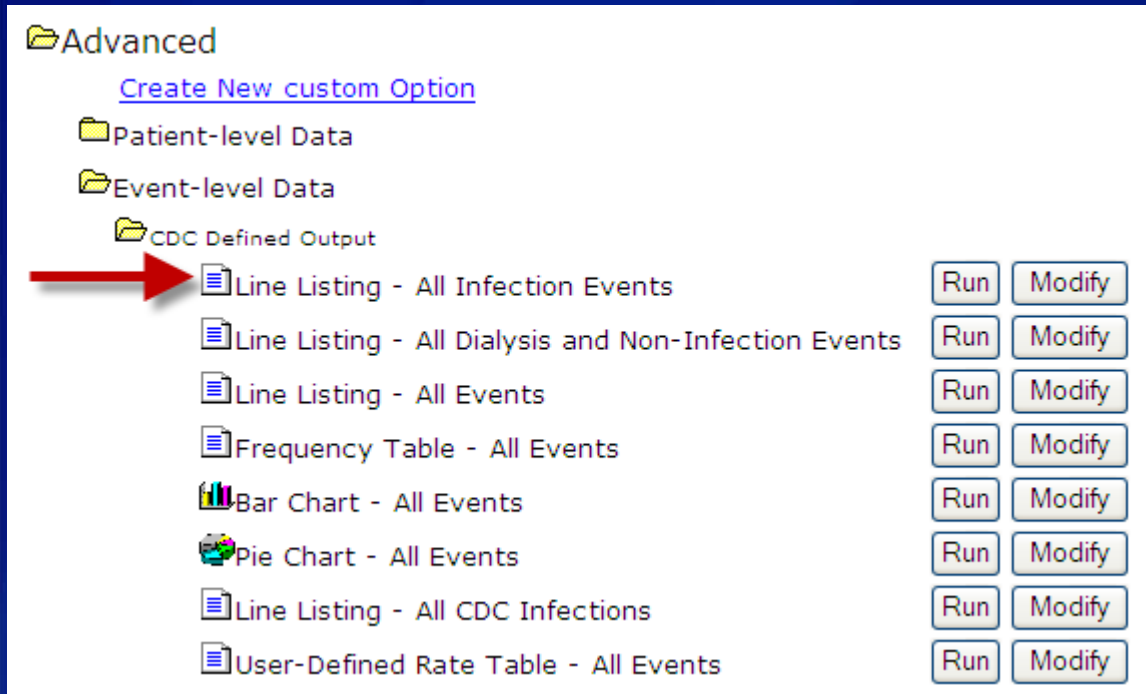 Advanced
Create New custom Option
Patient-level Data
Event-level Data
CDC Defined Output
Line Listing - All Infection Events Run Modify
Line Listing - All Dialysis and Non-Infection Events Run Modify
Line Listing - All Events Run Modify
Frequency Table - All Events Run Modify
Bar Chart - All Events Run Modify
Pie Chart - All Events Run Modify
Line Listing - All CDC Infections Run Modify
User-Defined Rate Table - All Events Run Modify